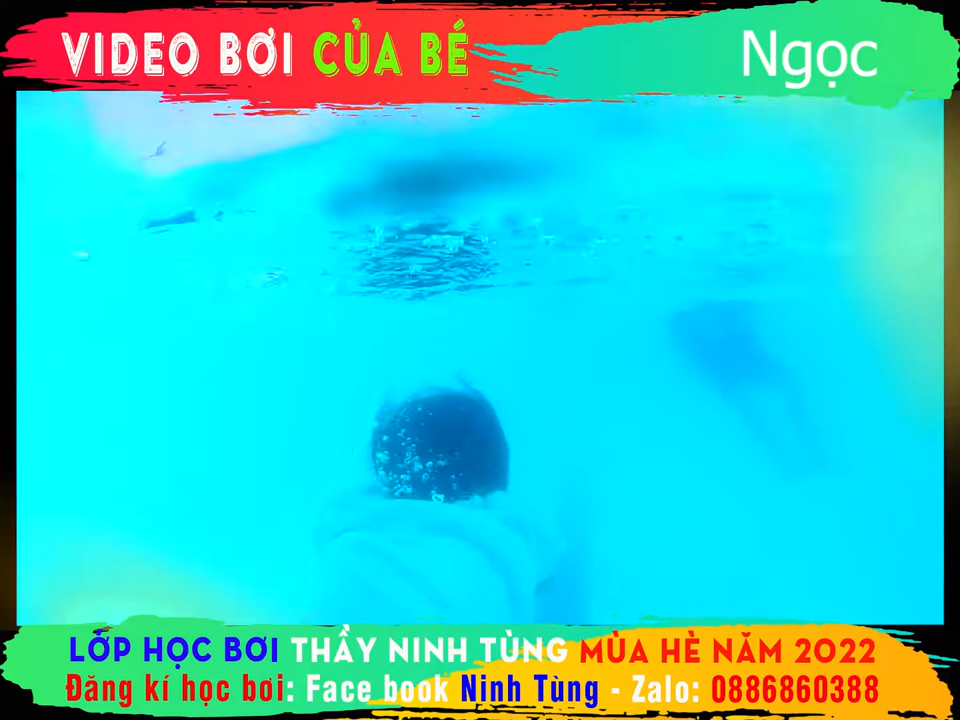 VIDEO BƠI CỦA BÉ
Ngọc
LỚP HỌC BƠI THẦY NINH TÙNG MÙA HÈ NĂM 2022
Đăng kí học bơi: Face book Ninh Tùng - Zalo: 0886860388